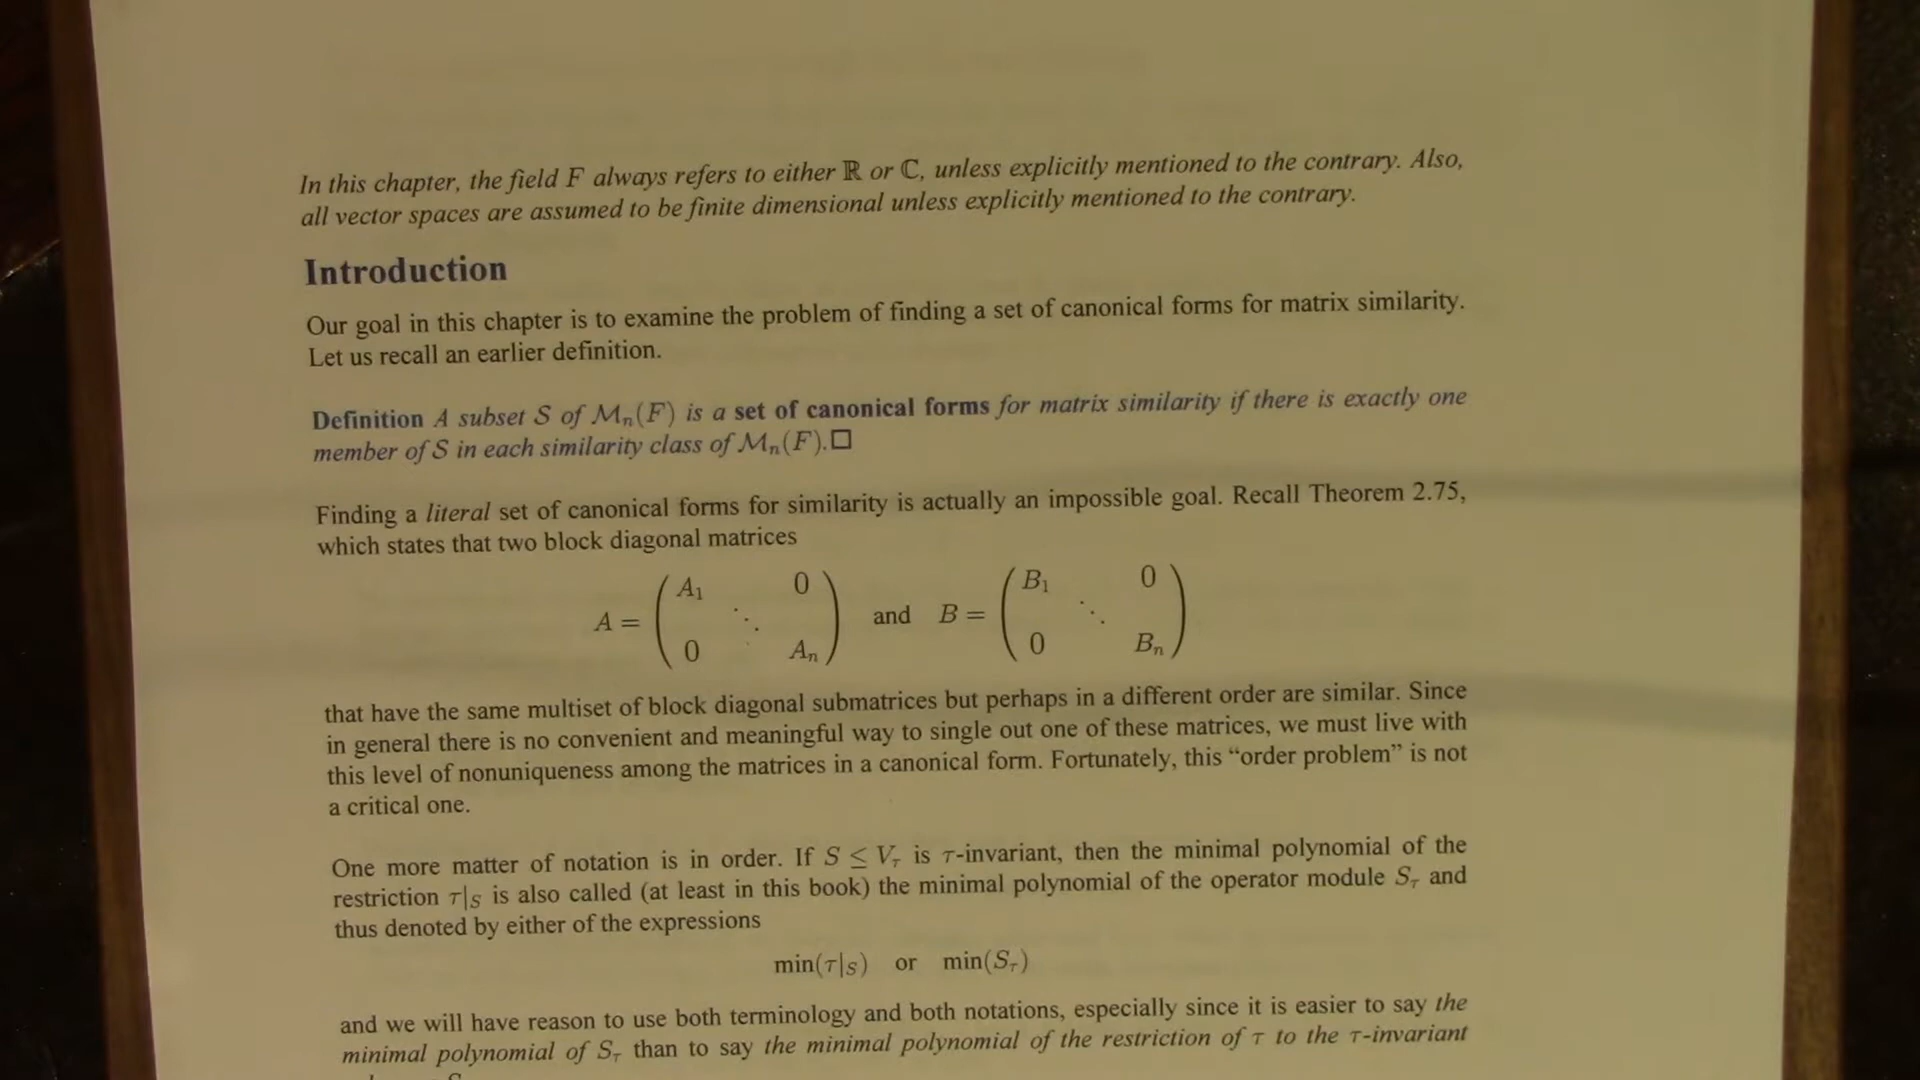 In this chapter, the field F always refers to either ℝ or ℂ, unless explicitly mentioned to the contrary. Also,
all vector spaces are assumed to be finite dimensional unless explicitly mentioned to the contrary.
Introduction
Our goal in this chapter is to examine the problem of finding a set of canonical forms for matrix similarity.
Let us recall an earlier definition.
Definition A subset 𝒮 of ℳₙ(F) is a set of canonical forms for matrix similarity if there is exactly one
member of 𝒮 in each similarity class of ℳₙ(F).□
Finding a literal set of canonical forms for similarity is actually an impossible goal. Recall Theorem 2.75,
which states that two block diagonal matrices
A = ( A₁ 0 ⋱ 0 Aₙ ) and B = ( B₁ 0 ⋱ 0 Bₙ )
that have the same multiset of block diagonal submatrices but perhaps in a different order are similar. Since
in general there is no convenient and meaningful way to single out one of these matrices, we must live with
this level of nonuniqueness among the matrices in a canonical form. Fortunately, this “order problem” is not
a critical one.
One more matter of notation is in order. If S ≤ V_τ is τ-invariant, then the minimal polynomial of the
restriction τ|_S is also called (at least in this book) the minimal polynomial of the operator module S_τ and
thus denoted by either of the expressions
min(τ|_S) or min(S_τ)
and we will have reason to use both terminology and both notations, especially since it is easier to say the
minimal polynomial of S_τ than to say the minimal polynomial of the restriction of τ to the τ-invariant